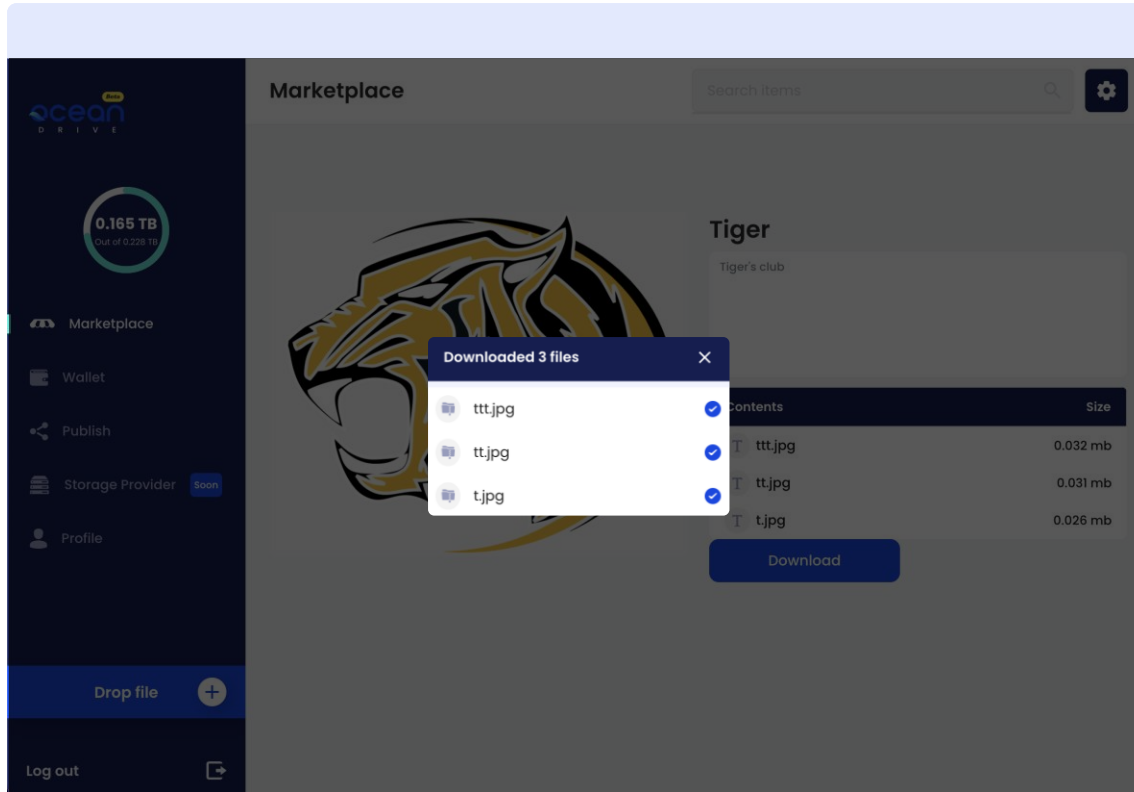 Beta
ocean
DRIVE
0.165 TB
Out of 0.228 TB
Marketplace
Wallet
Publish
Storage Provider Soon
Profile
Drop file
Log out
Marketplace
Search items
Tiger
Tiger's club
Contents Size
T ttt.jpg 0.032 mb
T tt.jpg 0.031 mb
T t.jpg 0.026 mb
Download
Downloaded 3 files
ttt.jpg
tt.jpg
t.jpg